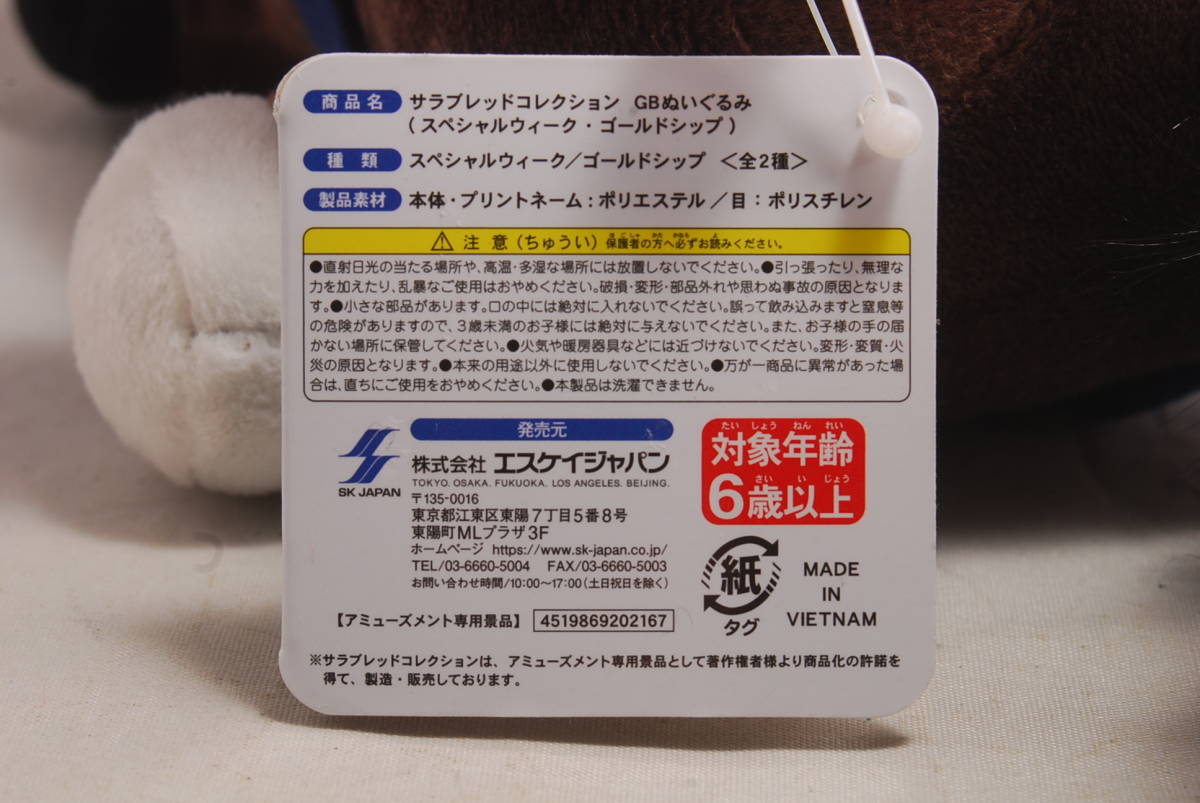 商品名 サラブレッドコレクション GBぬいぐるみ
(スペシャルウィーク・ゴールドシップ)
種類 スペシャルウィーク/ゴールドシップ <全2種>
製品素材 本体・プリントネーム:ポリエステル/目:ポリスチレン
⚠注意(ちゅうい)保護者の方へ必ずお読みください。
●直射日光の当たる場所や、高温・多湿な場所には放置しないでください。●引っ張ったり、無理な
力を加えたり、乱暴なご使用はおやめください。破損・変形・部品外れや思わぬ事故の原因となりま
す。●小さな部品があります。口の中には絶対に入れないでください。誤って飲み込みますと窒息等
の危険がありますので、3歳未満のお子様には絶対に与えないでください。また、お子様の手の届
かない場所に保管してください。●火気や暖房器具などには近づけないでください。変形・変質・火
災の原因となります。●本来の用途以外に使用しないでください。●万が一商品に異常があった場
合は、直ちにご使用をおやめください。●本製品は洗濯できません。
発売元
SK JAPAN
株式会社 エスケイジャパン
TOKYO. OSAKA. FUKUOKA. LOS ANGELES. BEIJING.
〒135-0016
東京都江東区東陽7丁目5番8号
東陽町MLプラザ3F
ホームページ https://www.sk-japan.co.jp/
TEL/03-6660-5004 FAX/03-6660-5003
お問い合わせ時間/10:00〜17:00(土日祝日を除く)
たいしょうねんれい
対象年齢
さいいじょう
6歳以上
紙
タグ
MADE
IN
VIETNAM
【アミューズメント専用景品】 4519869202167
※サラブレッドコレクションは、アミューズメント専用景品として著作権者様より商品化の許諾を
得て、製造・販売しております。